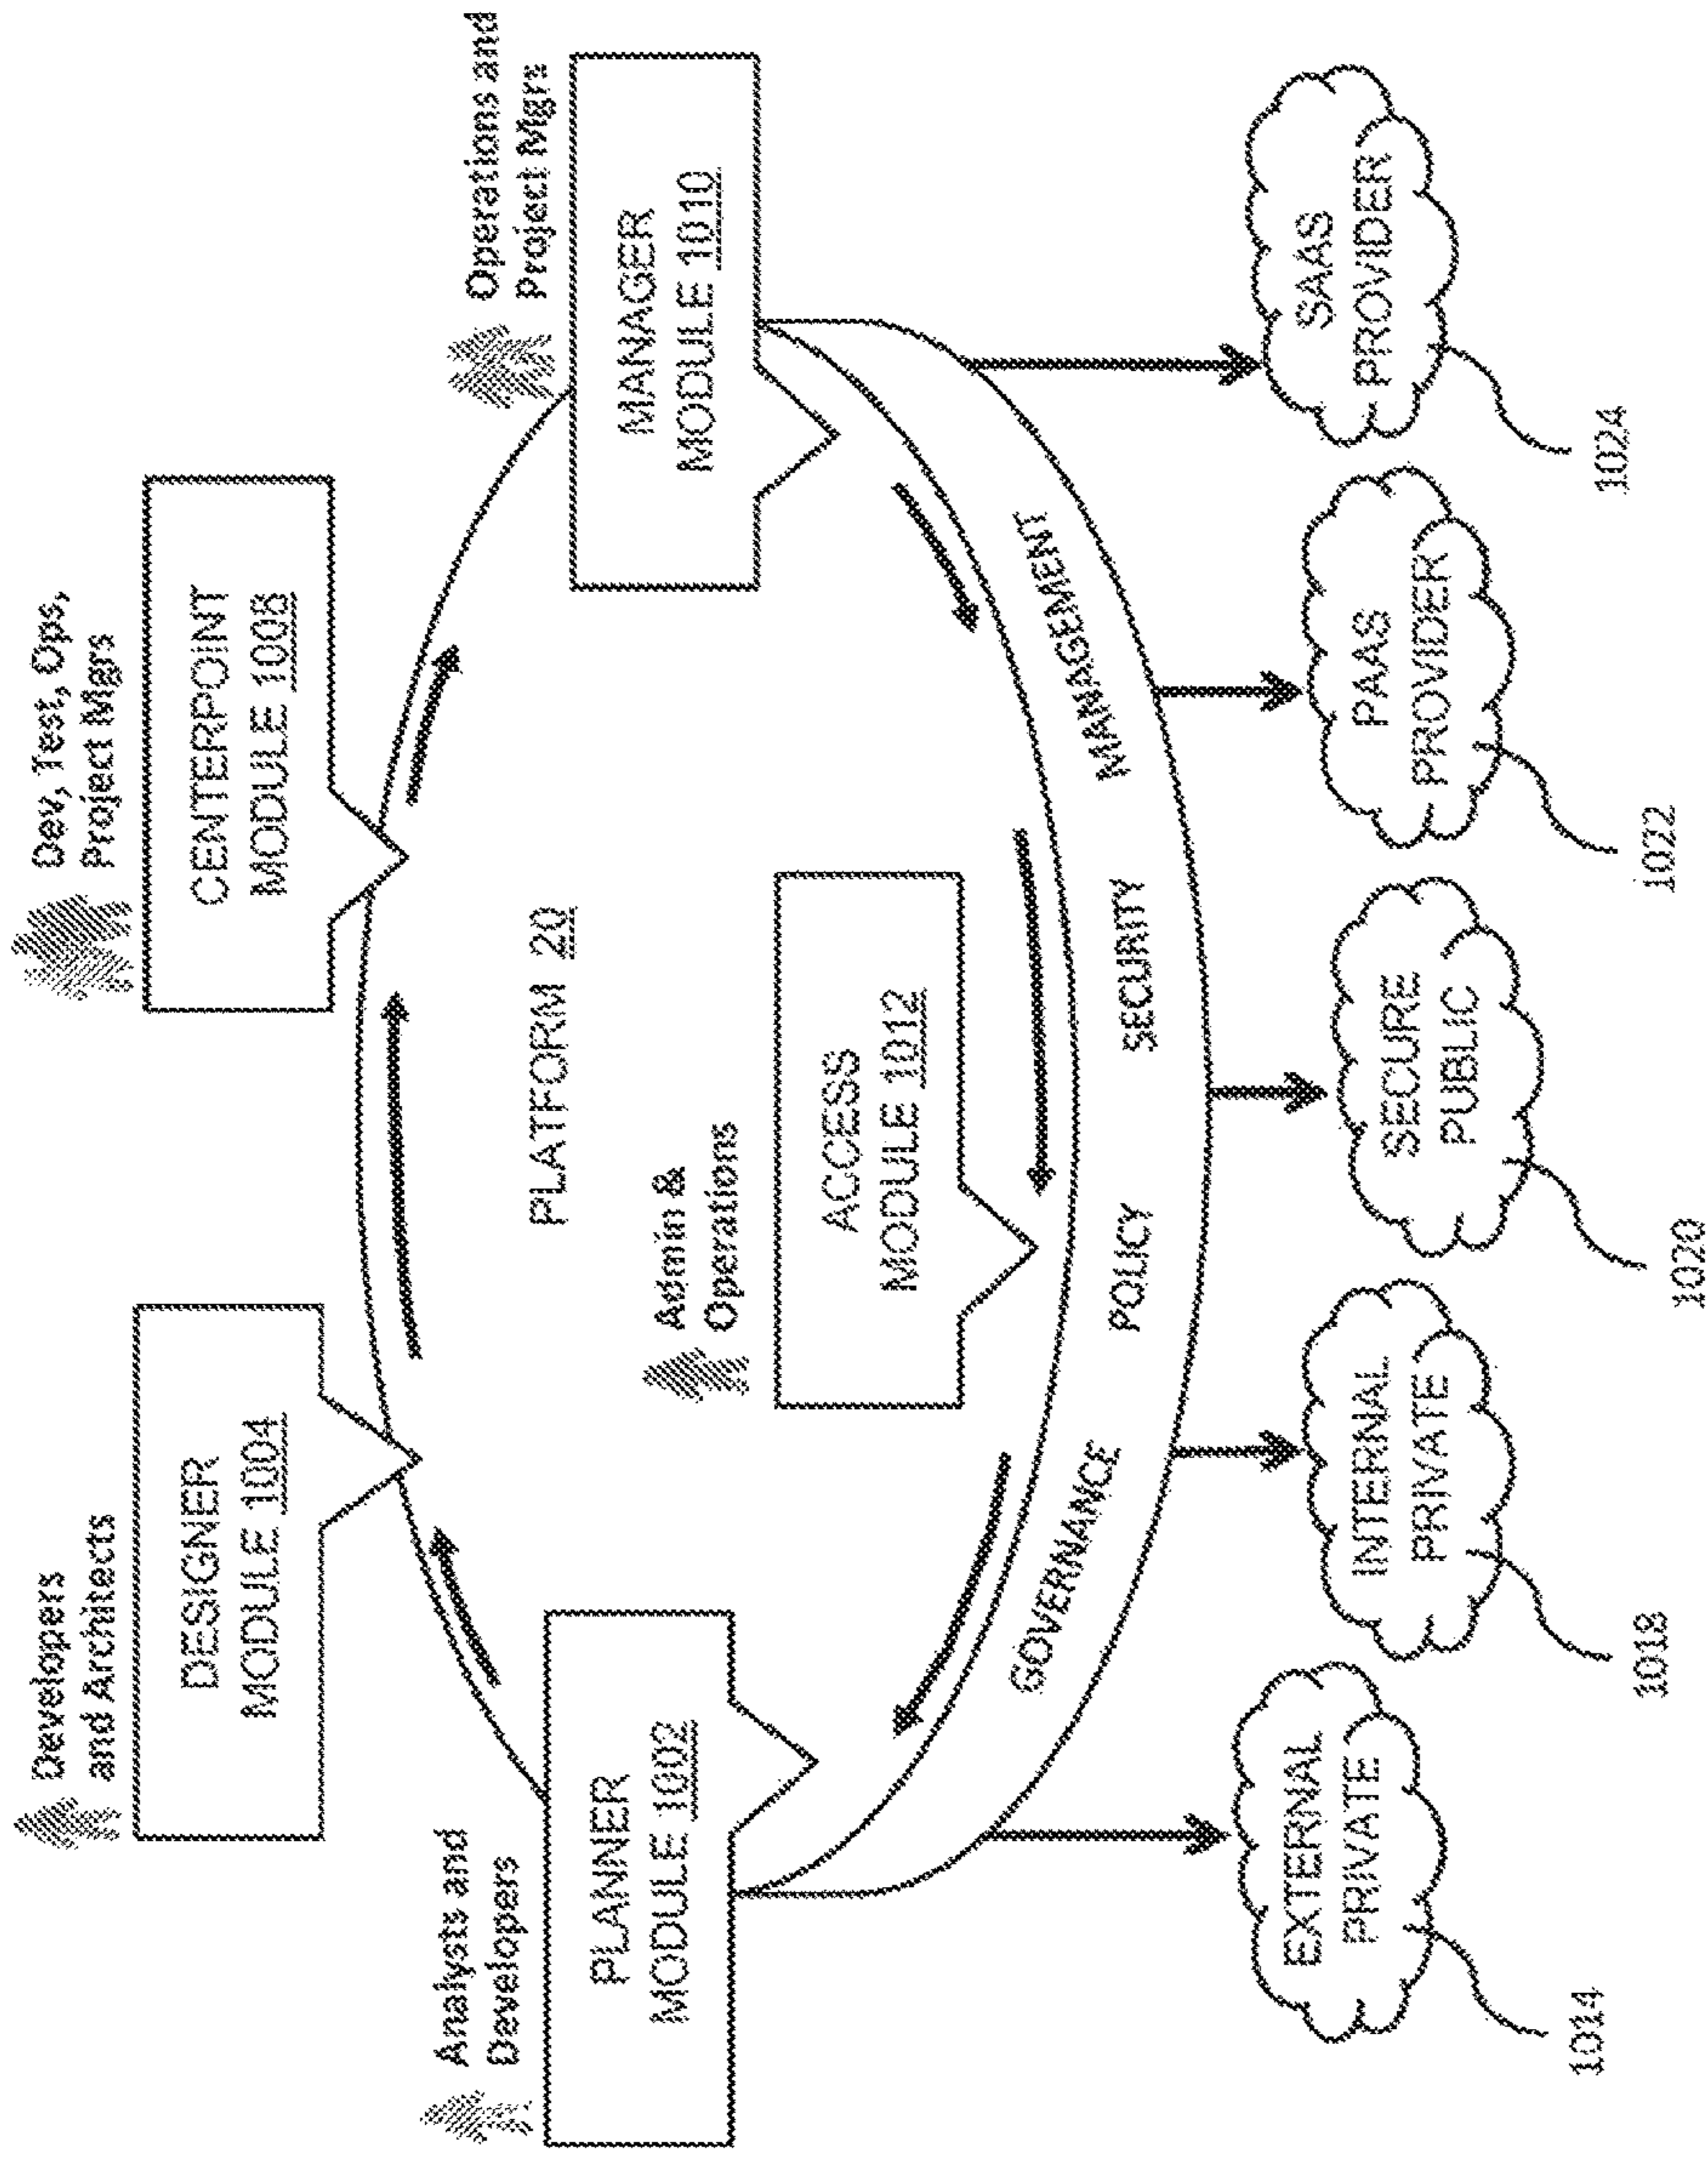 Developers
and Architects
Dev, Test, Ops,
Project Mgrs
DESIGNER
MODULE 1004
CENTERPOINT
MODULE 1008
Analysts and
Developers
Operations and
Project Mgrs
PLANNER
MODULE 1002
PLATFORM 20
MANAGER
MODULE 1010
Admin &
Operations
ACCESS
MODULE 1012
GOVERNANCE
POLICY
SECURITY
MANAGEMENT
EXTERNAL
PRIVATE
INTERNAL
PRIVATE
SECURE
PUBLIC
PAAS
PROVIDER
SAAS
PROVIDER
1014
1018
1020
1022
1024